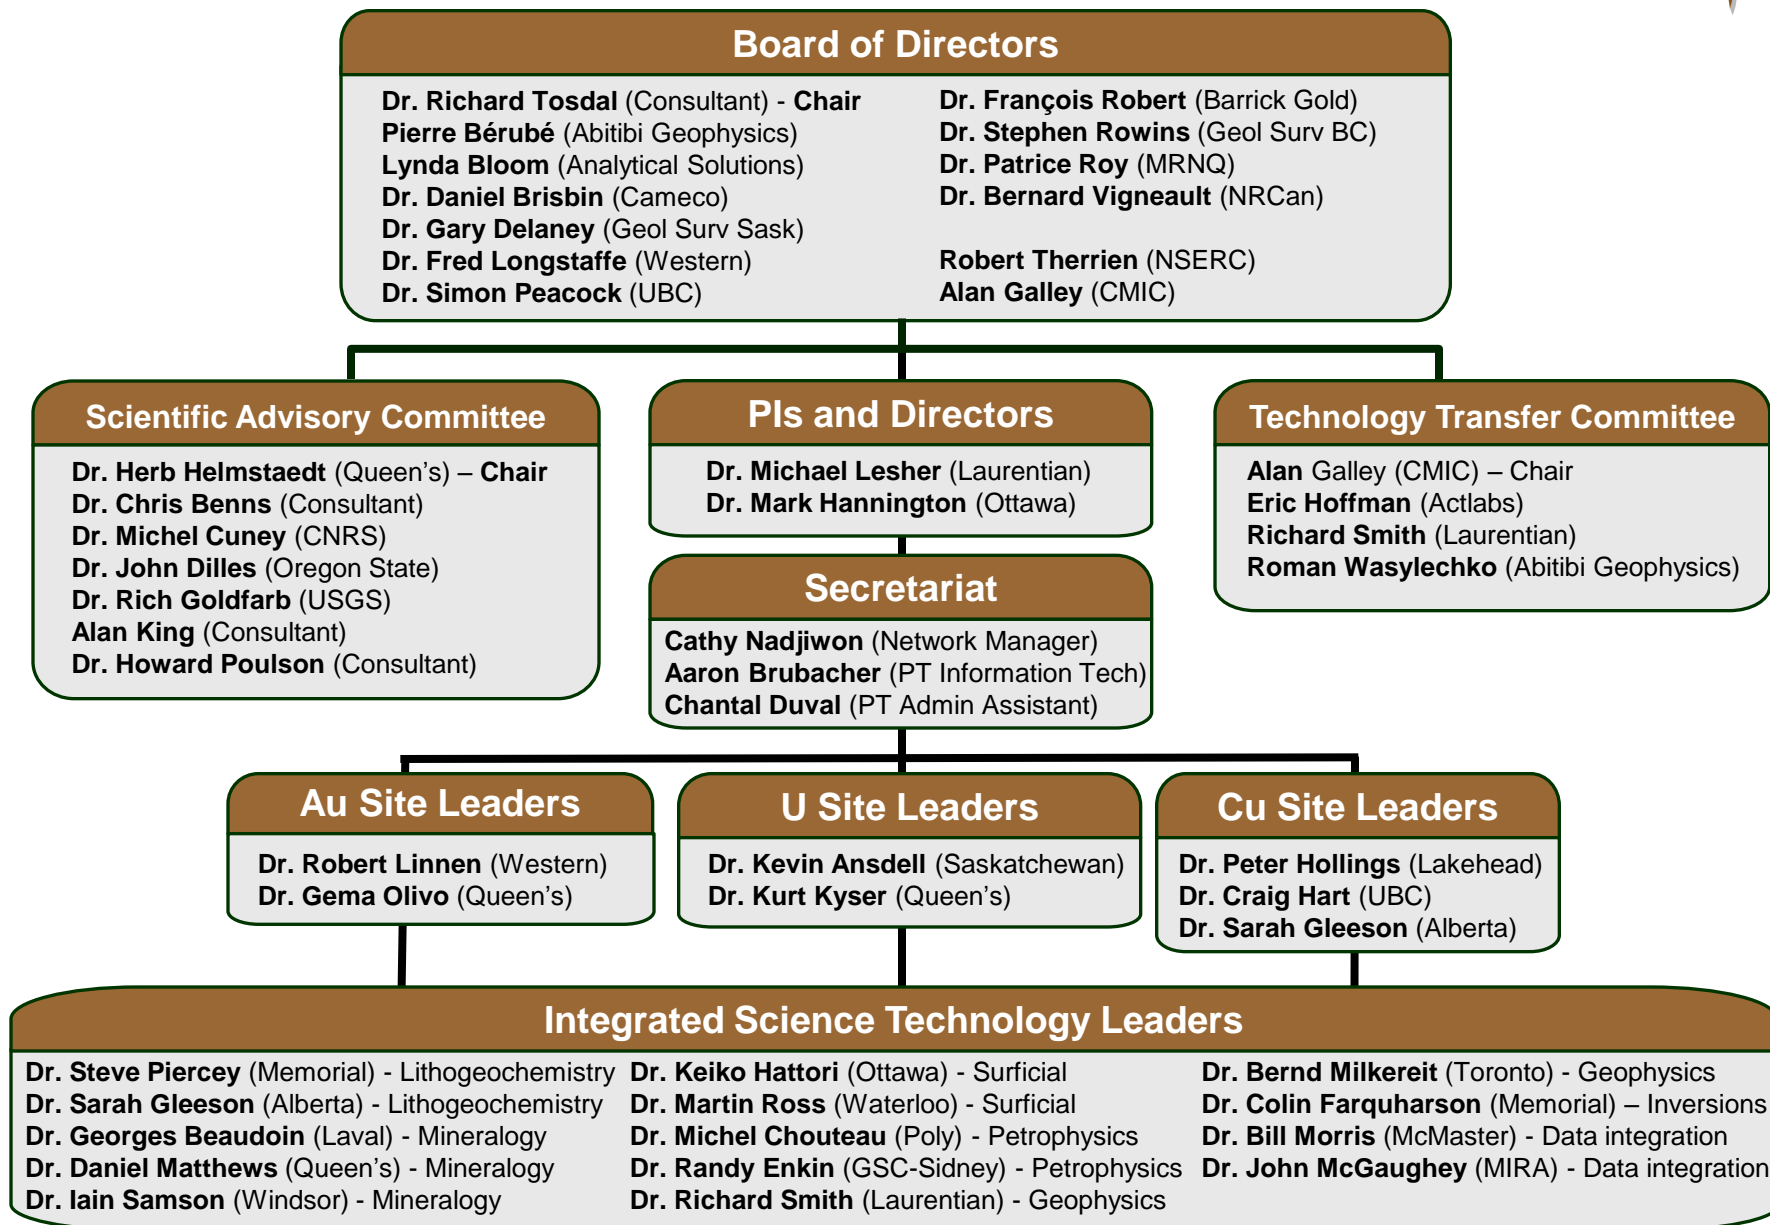 Board of Directors
Dr. Richard Tosdal (Consultant) - Chair
Pierre Bérubé (Abitibi Geophysics)
Lynda Bloom (Analytical Solutions)
Dr. Daniel Brisbin (Cameco)
Dr. Gary Delaney (Geol Surv Sask)
Dr. Fred Longstaffe (Western)
Dr. Simon Peacock (UBC)
Dr. François Robert (Barrick Gold)
Dr. Stephen Rowins (Geol Surv BC)
Dr. Patrice Roy (MRNQ)
Dr. Bernard Vigneault (NRCan)
Robert Therrien (NSERC)
Alan Galley (CMIC)
Scientific Advisory Committee
Dr. Herb Helmstaedt (Queen’s) – Chair
Dr. Chris Benns (Consultant)
Dr. Michel Cuney (CNRS)
Dr. John Dilles (Oregon State)
Dr. Rich Goldfarb (USGS)
Alan King (Consultant)
Dr. Howard Poulson (Consultant)
PIs and Directors
Dr. Michael Lesher (Laurentian)
Dr. Mark Hannington (Ottawa)
Technology Transfer Committee
Alan Galley (CMIC) – Chair
Eric Hoffman (Actlabs)
Richard Smith (Laurentian)
Roman Wasylechko (Abitibi Geophysics)
Secretariat
Cathy Nadjiwon (Network Manager)
Aaron Brubacher (PT Information Tech)
Chantal Duval (PT Admin Assistant)
Au Site Leaders
Dr. Robert Linnen (Western)
Dr. Gema Olivo (Queen’s)
U Site Leaders
Dr. Kevin Ansdell (Saskatchewan)
Dr. Kurt Kyser (Queen’s)
Cu Site Leaders
Dr. Peter Hollings (Lakehead)
Dr. Craig Hart (UBC)
Dr. Sarah Gleeson (Alberta)
Integrated Science Technology Leaders
Dr. Steve Piercey (Memorial) - Lithogeochemistry
Dr. Sarah Gleeson (Alberta) - Lithogeochemistry
Dr. Georges Beaudoin (Laval) - Mineralogy
Dr. Daniel Matthews (Queen’s) - Mineralogy
Dr. Iain Samson (Windsor) - Mineralogy
Dr. Keiko Hattori (Ottawa) - Surficial
Dr. Martin Ross (Waterloo) - Surficial
Dr. Michel Chouteau (Poly) - Petrophysics
Dr. Randy Enkin (GSC-Sidney) - Petrophysics
Dr. Richard Smith (Laurentian) - Geophysics
Dr. Bernd Milkereit (Toronto) - Geophysics
Dr. Colin Farquharson (Memorial) – Inversions
Dr. Bill Morris (McMaster) - Data integration
Dr. John McGaughey (MIRA) - Data integration